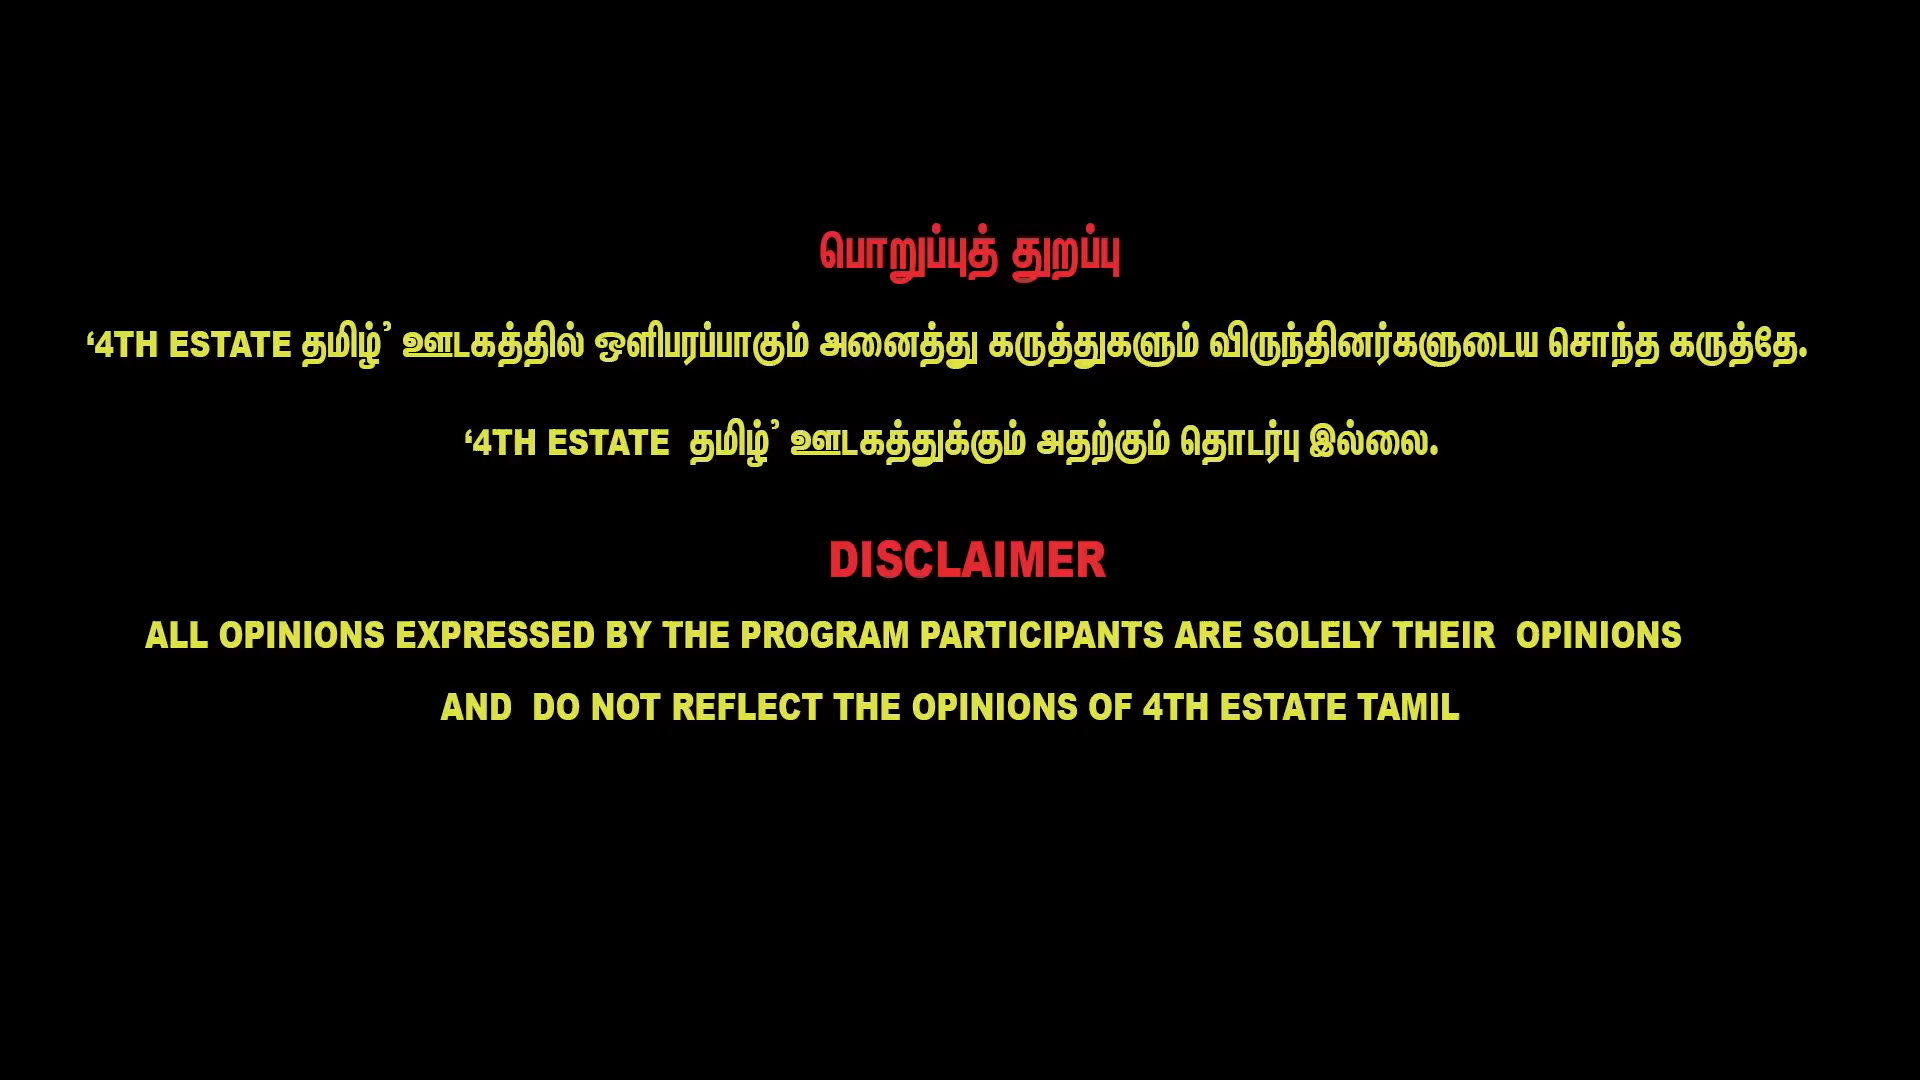 பொறுப்புத் துறப்பு
‘4TH ESTATE தமிழ்’ ஊடகத்தில் ஒளிபரப்பாகும் அனைத்து கருத்துகளும் விருந்தினர்களுடைய சொந்த கருத்தே.
‘4TH ESTATE தமிழ்’ ஊடகத்துக்கும் அதற்கும் தொடர்பு இல்லை.
DISCLAIMER
ALL OPINIONS EXPRESSED BY THE PROGRAM PARTICIPANTS ARE SOLELY THEIR OPINIONS
AND DO NOT REFLECT THE OPINIONS OF 4TH ESTATE TAMIL